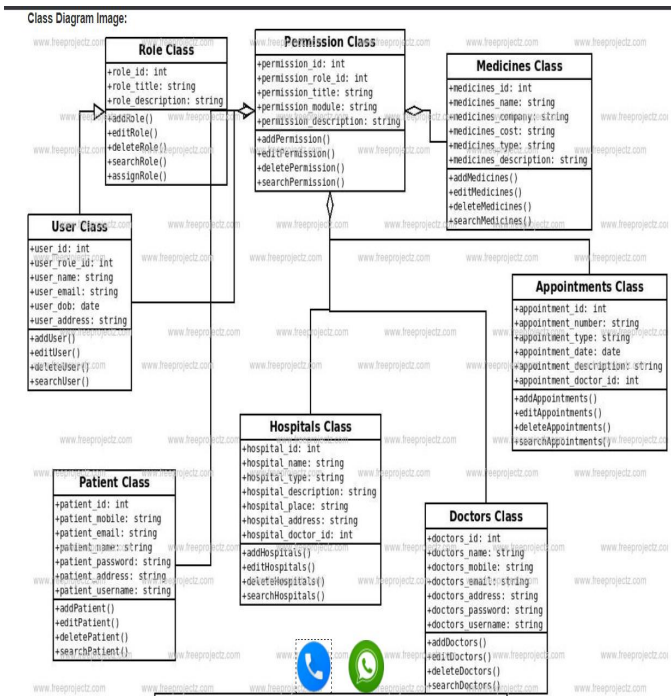 Class Diagram Image:
Role Class
+role_id: int
+role_title: string
+role_description: string
+addRole()
+editRole()
+deleteRole()
+searchRole()
+assignRole()
Permission Class
+permission_id: int
+permission_role_id: int
+permission_title: string
+permission_module: string
+permission_description: string
+addPermission()
+editPermission()
+deletePermission()
+searchPermission()
Medicines Class
+medicines_id: int
+medicines_name: string
+medicines_company: string
+medicines_cost: string
+medicines_type: string
+medicines_description: string
+addMedicines()
+editMedicines()
+deleteMedicines()
+searchMedicines()
User Class
+user_id: int
+user_role_id: int
+user_name: string
+user_email: string
+user_dob: date
+user_address: string
+addUser()
+editUser()
+deleteUser()
+searchUser()
Appointments Class
+appointment_id: int
+appointment_number: string
+appointment_type: string
+appointment_date: date
+appointment_description: string
+appointment_doctor_id: int
+addAppointments()
+editAppointments()
+deleteAppointments()
+searchAppointments()
Hospitals Class
+hospital_id: int
+hospital_name: string
+hospital_type: string
+hospital_description: string
+hospital_place: string
+hospital_address: string
+hospital_doctor_id: int
+addHospitals()
+editHospitals()
+deleteHospitals()
+searchHospitals()
Patient Class
+patient_id: int
+patient_mobile: string
+patient_email: string
+patient_name: string
+patient_password: string
+patient_address: string
+patient_username: string
+addPatient()
+editPatient()
+deletePatient()
+searchPatient()
Doctors Class
+doctors_id: int
+doctors_name: string
+doctors_mobile: string
+doctors_email: string
+doctors_address: string
+doctors_password: string
+doctors_username: string
+addDoctors()
+editDoctors()
+deleteDoctors()
+searchDoctors()
www.freeprojectz.com